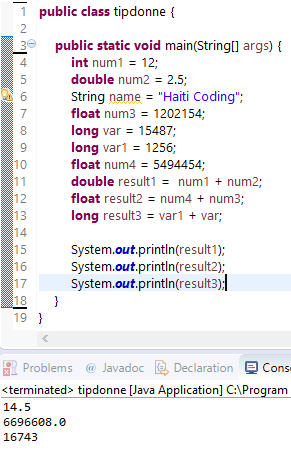 1 public class tipdonne {
2
3 public static void main(String[] args) {
4 int num1 = 12;
5 double num2 = 2.5;
6 String name = "Haiti Coding";
7 float num3 = 1202154;
8 long var = 15487;
9 long var1 = 1256;
10 float num4 = 5494454;
11 double result1 =  num1 + num2;
12 float result2 = num4 + num3;
13 long result3 = var1 + var;
14
15 System.out.println(result1);
16 System.out.println(result2);
17 System.out.println(result3);
18 }
19 }
Problems @ Javadoc Declaration Conso
<terminated> tipdonne [Java Application] C:\Program
14.5
6696608.0
16743